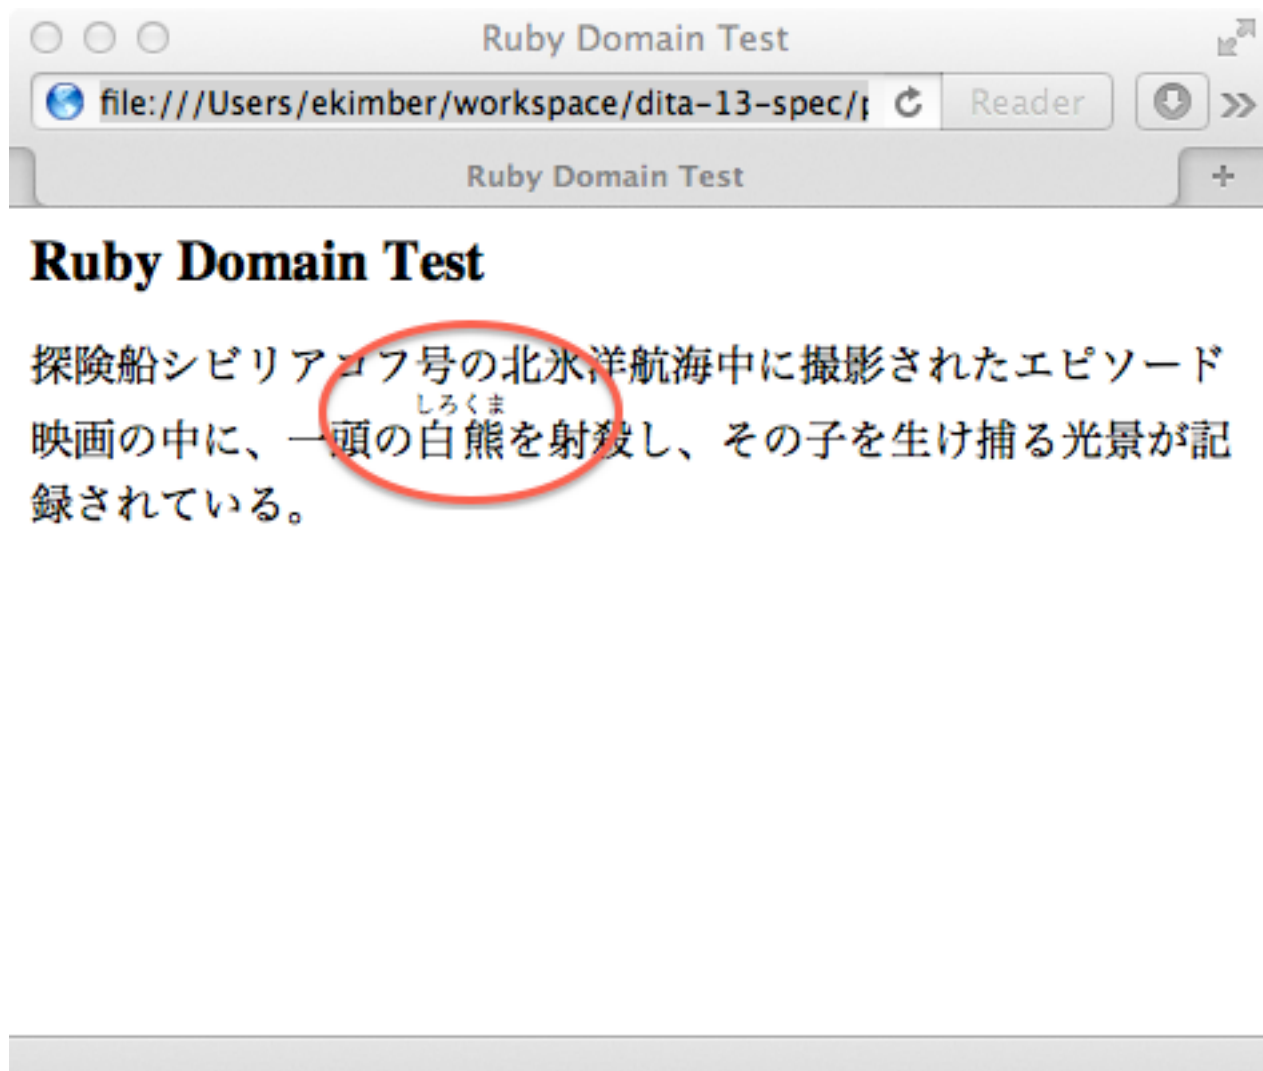 Ruby Domain Test
file:///Users/ekimber/workspace/dita-13-spec/p
Reader
Ruby Domain Test
Ruby Domain Test
探険船シビリアコフ号の北氷洋航海中に撮影されたエピソード
しろくま
映画の中に、一頭の白熊を射殺し、その子を生け捕る光景が記
録されている。